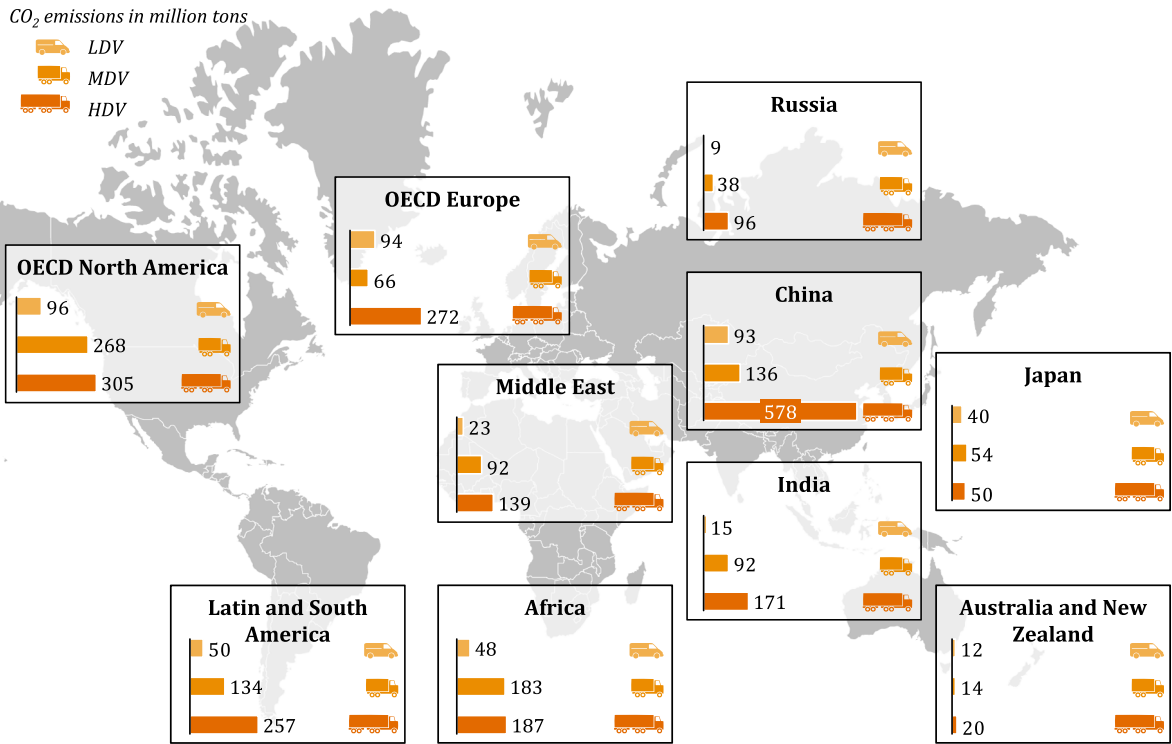 CO2 emissions in million tons
LDV
MDV
HDV
Russia
9
38
96
OECD Europe
94
66
272
OECD North America
96
268
305
China
93
136
578
Middle East
23
92
139
Japan
40
54
50
India
15
92
171
Latin and South
America
50
134
257
Africa
48
183
187
Australia and New
Zealand
12
14
20